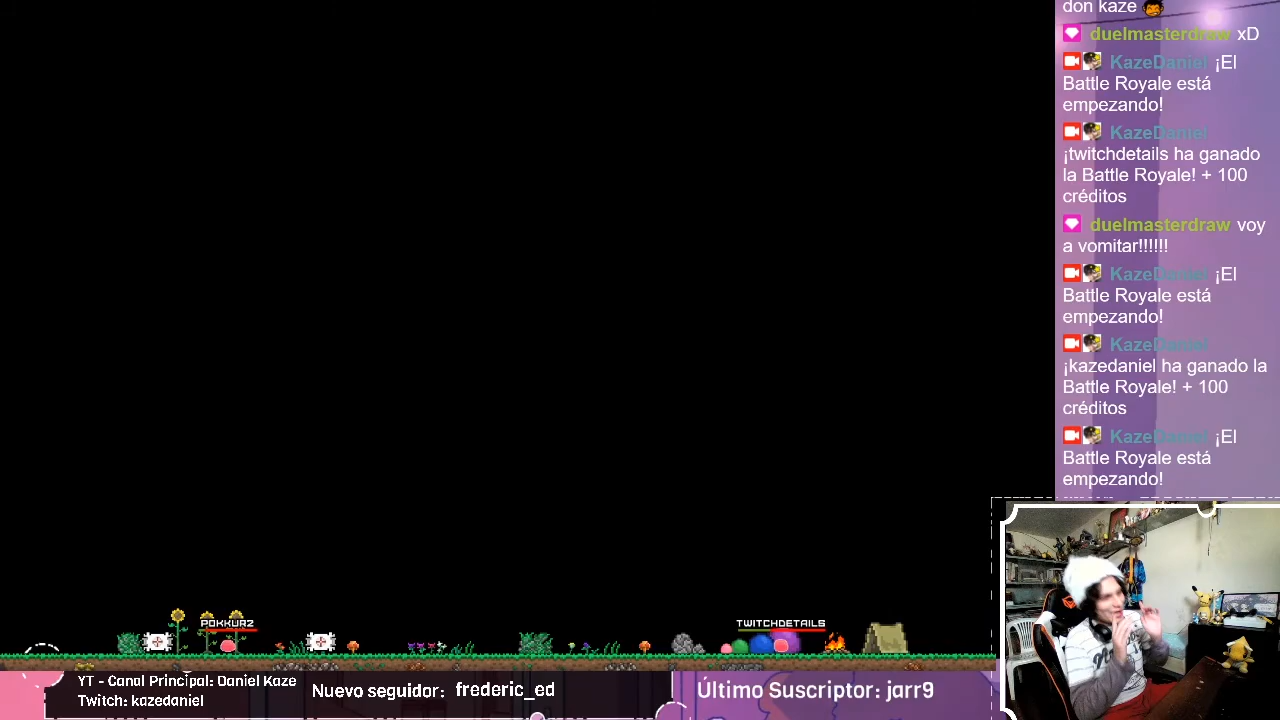 don kaze
duelmasterdraw xD
KazeDaniel ¡El
Battle Royale está
empezando!
KazeDaniel
¡twitchdetails ha ganado
la Battle Royale! + 100
créditos
duelmasterdraw voy
a vomitar!!!!!!
KazeDaniel ¡El
Battle Royale está
empezando!
KazeDaniel
¡kazedaniel ha ganado la
Battle Royale! + 100
créditos
KazeDaniel ¡El
Battle Royale está
empezando!
POKKURZ
TWITCHDETAILS
YT - Canal Principal: Daniel Kaze
Twitch: kazedaniel
Nuevo seguidor: frederic_ed
Último Suscriptor: jarr9